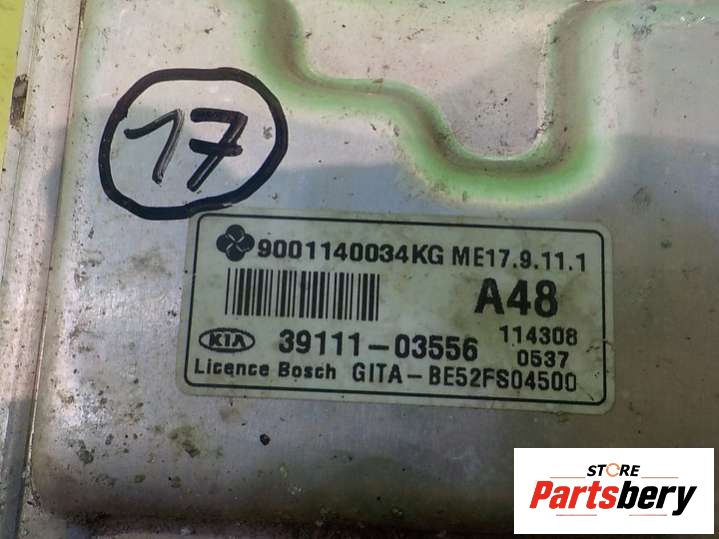 17
9001140034KG ME17.9.11.1
A48
114308
KIA 39111-03556 0537
Licence Bosch GITA-BE52FS04500
STORE
Partsbery